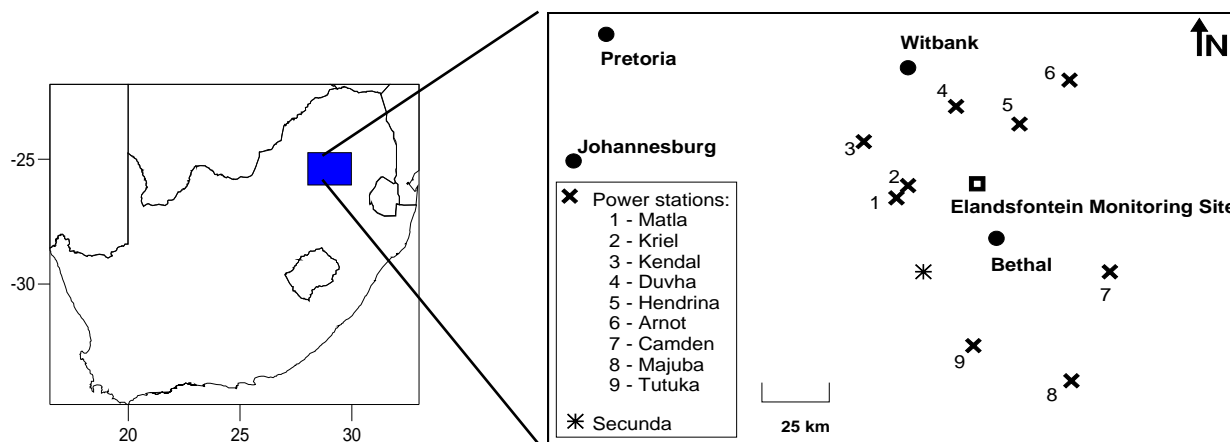 -25
-30
20
25
30
N
Pretoria
Witbank
Johannesburg
6
4
5
3
2
1
Elandsfontein Monitoring Site
Bethal
7
9
8
Power stations:
1 - Matla
2 - Kriel
3 - Kendal
4 - Duvha
5 - Hendrina
6 - Arnot
7 - Camden
8 - Majuba
9 - Tutuka
Secunda
25 km